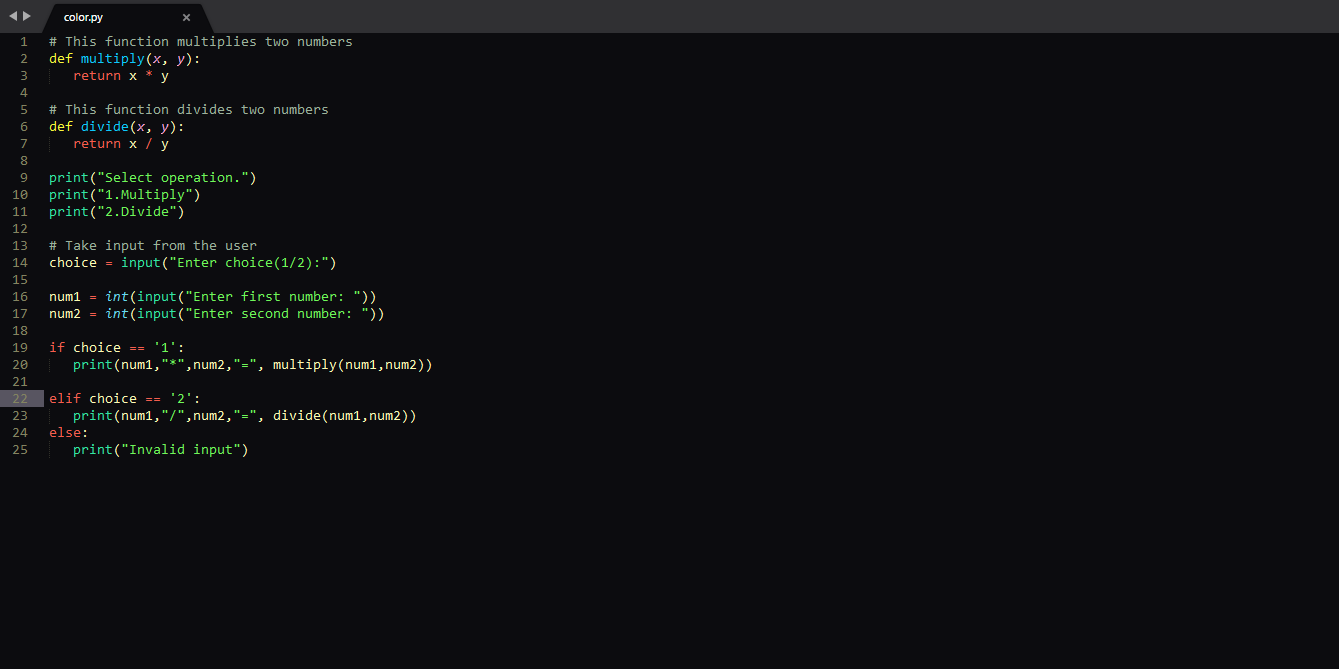 color.py ×
1 # This function multiplies two numbers
2 def multiply(x, y):
3    return x * y
4
5 # This function divides two numbers
6 def divide(x, y):
7    return x / y
8
9 print("Select operation.")
10 print("1.Multiply")
11 print("2.Divide")
12
13 # Take input from the user
14 choice = input("Enter choice(1/2):")
15
16 num1 = int(input("Enter first number: "))
17 num2 = int(input("Enter second number: "))
18
19 if choice == '1':
20    print(num1,"*",num2,"=", multiply(num1,num2))
21
22 elif choice == '2':
23    print(num1,"/",num2,"=", divide(num1,num2))
24 else:
25    print("Invalid input")